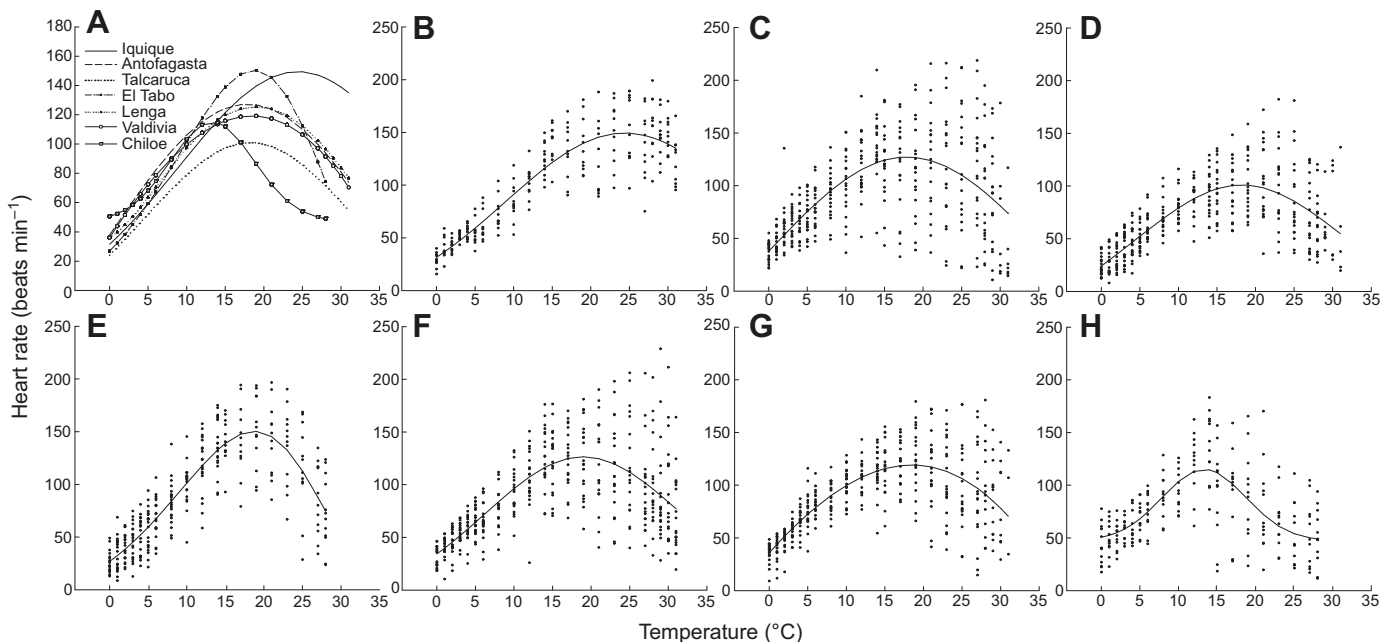 A
180
160
140
120
100
80
60
40
20
0
Iquique
Antofagasta
Talcaruca
El Tabo
Lenga
Valdivia
Chiloe
0 5 10 15 20 25 30 35
B
250
200
150
100
50
0
0 5 10 15 20 25 30 35
C
250
200
150
100
50
0
0 5 10 15 20 25 30 35
D
250
200
150
100
50
0
0 5 10 15 20 25 30 35
E
250
200
150
100
50
0
0 5 10 15 20 25 30 35
F
250
200
150
100
50
0
0 5 10 15 20 25 30 35
G
250
200
150
100
50
0
0 5 10 15 20 25 30 35
H
250
200
150
100
50
0
0 5 10 15 20 25 30 35
Heart rate (beats min−1)
Temperature (°C)